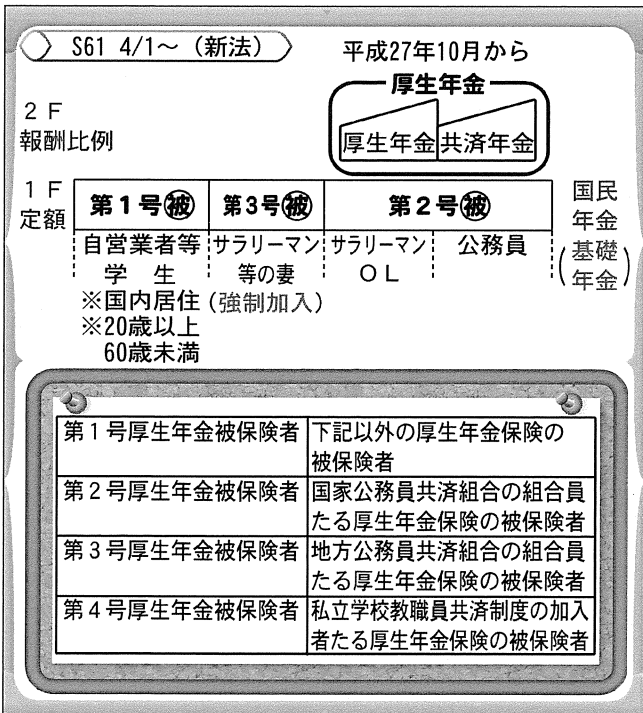 S61 4/1～（新法）
平成27年10月から
厚生年金
2F
報酬比例
厚生年金 共済年金
1F
定額
第1号㊙被 第3号被 第2号被
国民
年金
（基礎
年金）
自営業者等 サラリーマン サラリーマン 公務員
学 生 等の妻 OL
※国内居住（強制加入）
※20歳以上
60歳未満
第1号厚生年金被保険者 下記以外の厚生年金保険の
被保険者
第2号厚生年金被保険者 国家公務員共済組合の組合員
たる厚生年金保険の被保険者
第3号厚生年金被保険者 地方公務員共済組合の組合員
たる厚生年金保険の被保険者
第4号厚生年金被保険者 私立学校教職員共済制度の加入
者たる厚生年金保険の被保険者